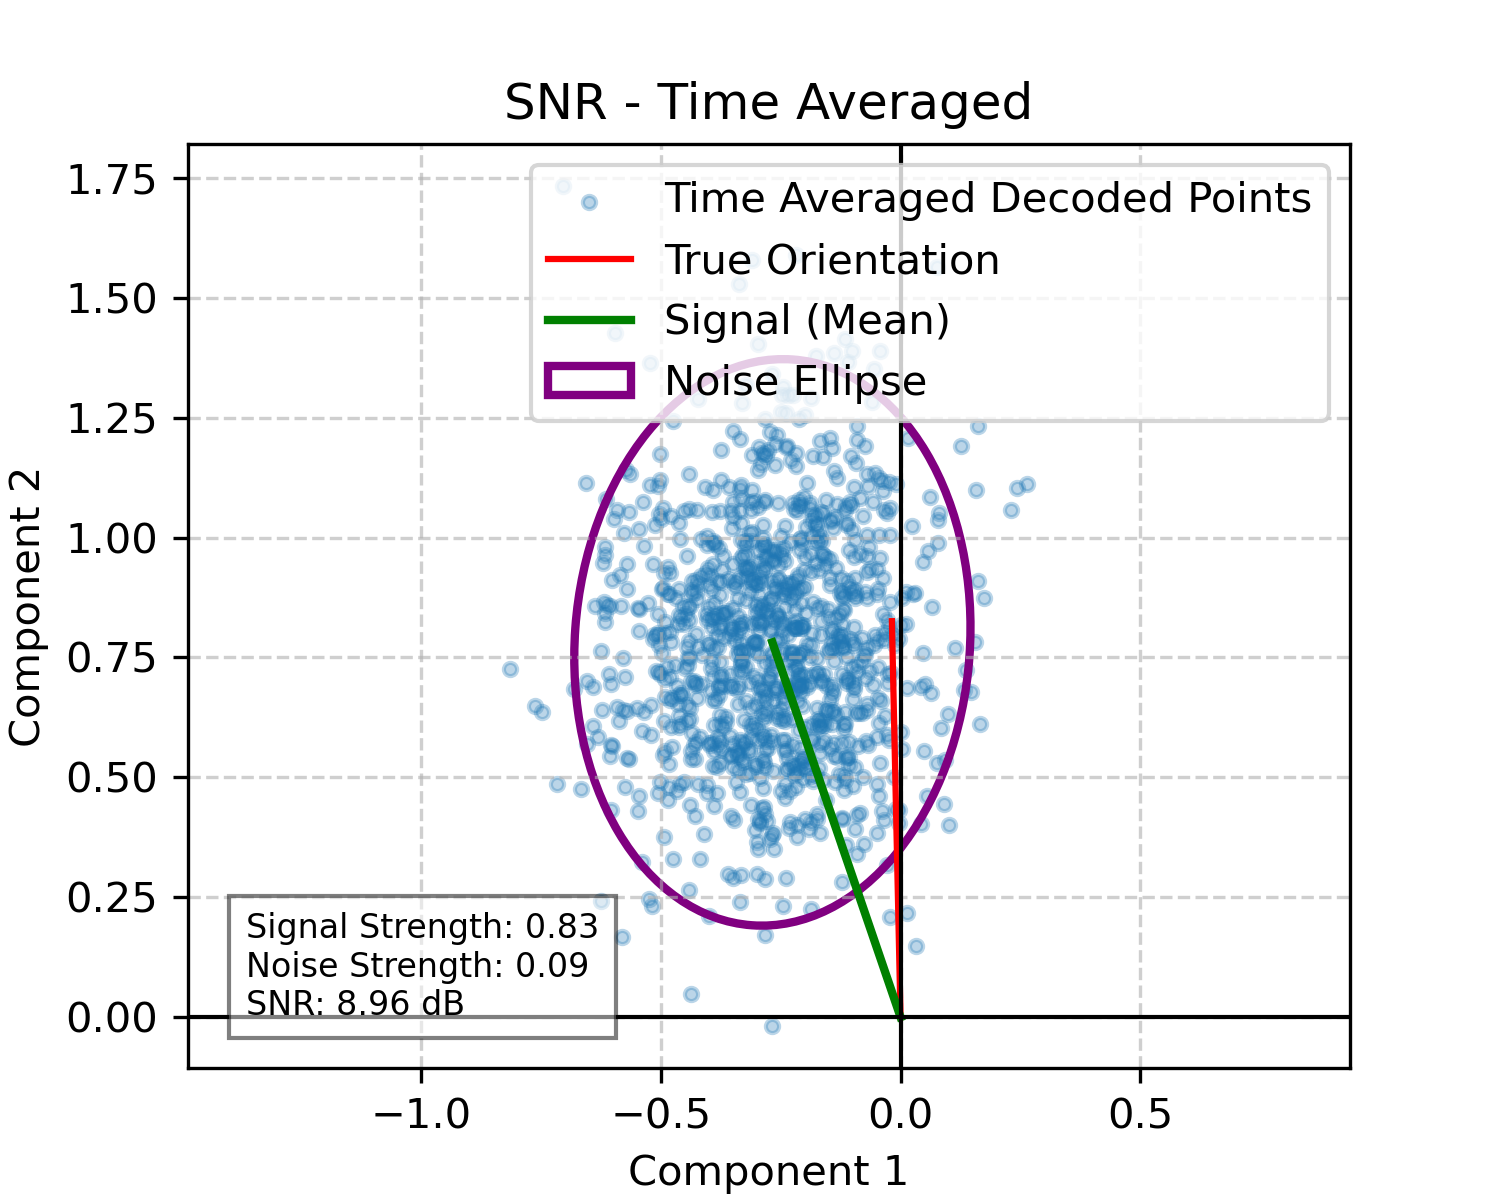 SNR - Time Averaged
Time Averaged Decoded Points
True Orientation
Signal (Mean)
Noise Ellipse
1.75
1.50
1.25
1.00
0.75
0.50
0.25
0.00
Component 2
Signal Strength: 0.83
Noise Strength: 0.09
SNR: 8.96 dB
−1.0 −0.5 0.0 0.5
Component 1